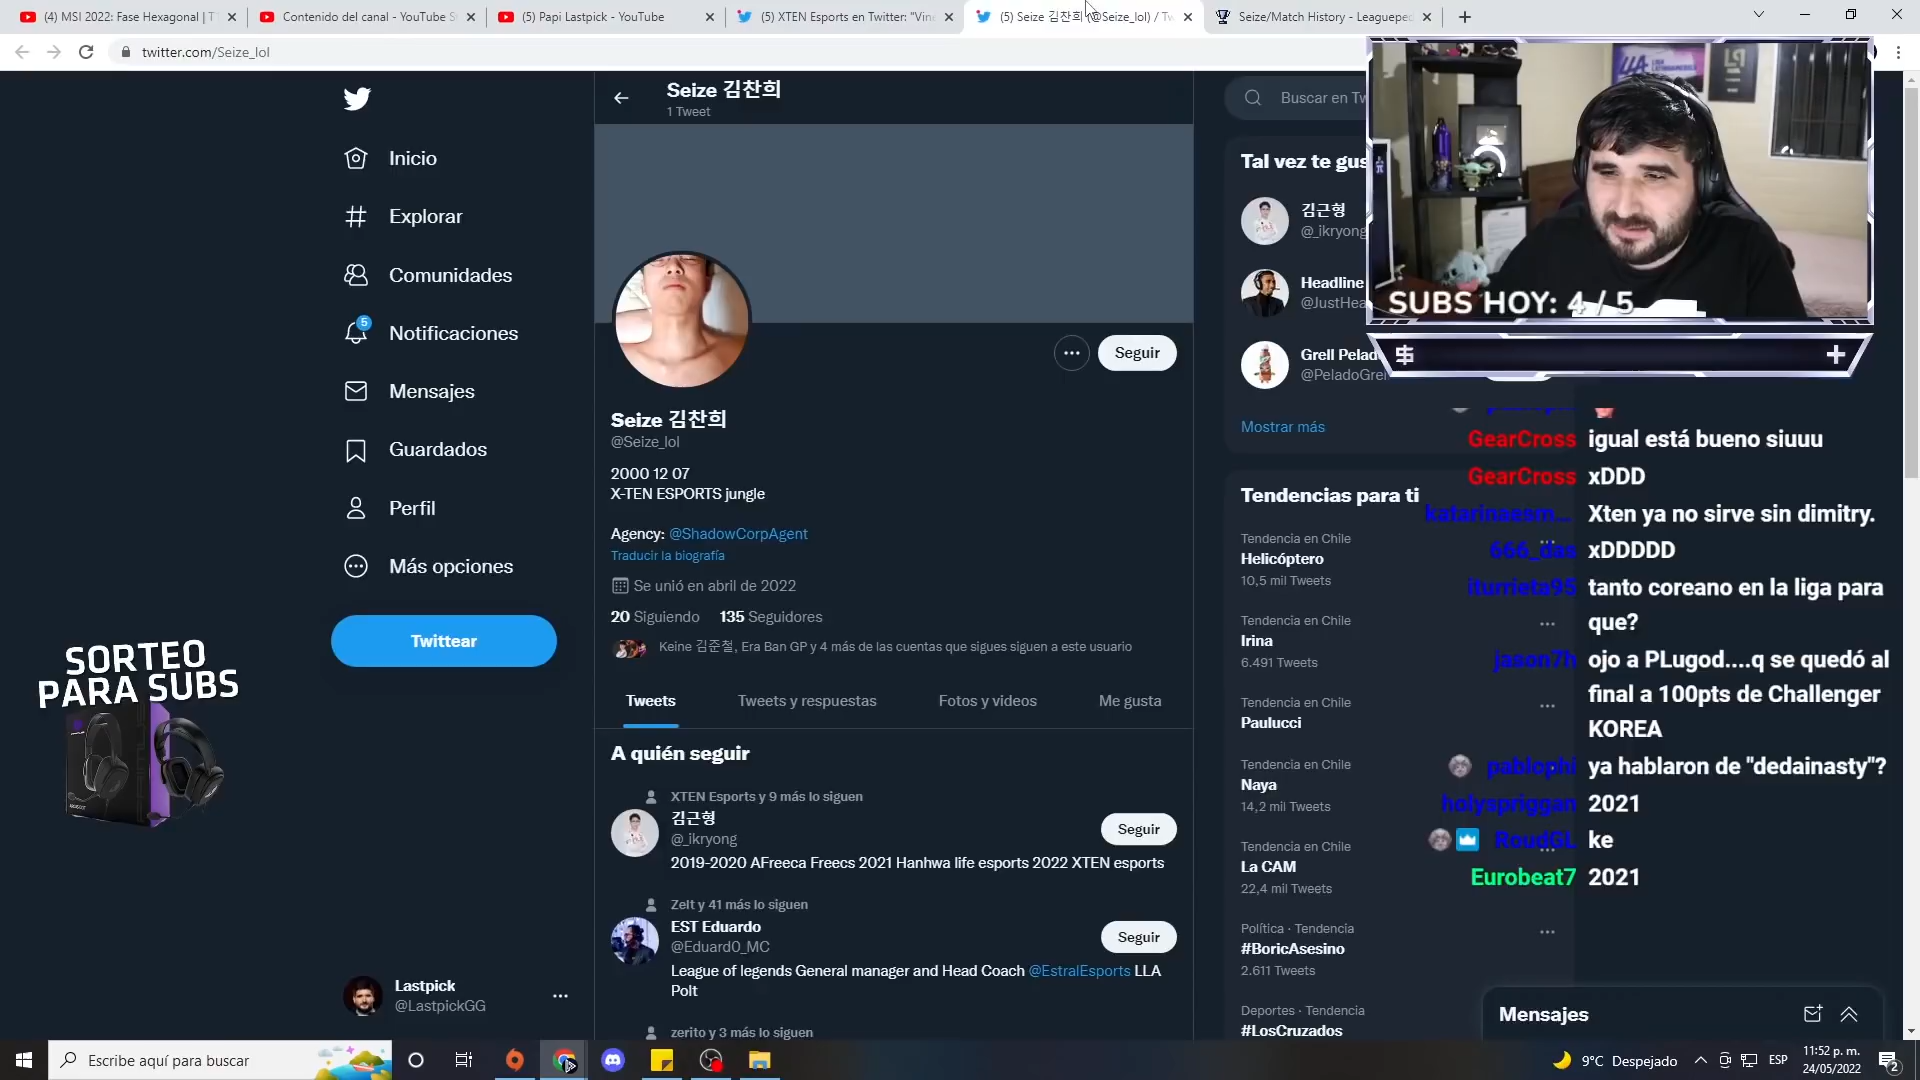 (4) MSI 2022: Fase Hexagonal | T
Contenido del canal - YouTube S
(5) Papi Lastpick - YouTube
(5) XTEN Esports en Twitter: "Vin
(5) Seize 김찬희 (@Seize_lol) / Tw
Seize/Match History - Leaguepe
twitter.com/Seize_lol
Seize 김찬희
1 Tweet
Buscar en Tw
Inicio
Explorar
Comunidades
5
Notificaciones
Mensajes
Guardados
Perfil
Más opciones
Twittear
Lastpick
@LastpickGG
SORTEO
PARA SUBS
Seguir
Seize 김찬희
@Seize_lol
2000 12 07
X-TEN ESPORTS jungle
Agency: @ShadowCorpAgent
Traducir la biografía
Se unió en abril de 2022
20 Siguiendo 135 Seguidores
Keine 김준철, Era Ban GP y 4 más de las cuentas que sigues siguen a este usuario
Tweets
Tweets y respuestas
Fotos y videos
Me gusta
A quién seguir
XTEN Esports y 9 más lo siguen
김근형
@_ikryong
Seguir
2019-2020 AFreeca Freecs 2021 Hanhwa life esports 2022 XTEN esports
Zelt y 41 más lo siguen
EST Eduardo
@Eduard0_MC
Seguir
League of legends General manager and Head Coach @EstralEsports LLA
Polt
zerito y 3 más lo siguen
Tal vez te gus
김근형
@_ikryong
Headline
@JustHea
Grell Pelad
@PeladoGrel
Mostrar más
Tendencias para ti
Tendencia en Chile
Helicóptero
10,5 mil Tweets
Tendencia en Chile
Irina
6.491 Tweets
Tendencia en Chile
Paulucci
Tendencia en Chile
Naya
14,2 mil Tweets
Tendencia en Chile
La CAM
22,4 mil Tweets
Política · Tendencia
#BoricAsesino
2.611 Tweets
Deportes · Tendencia
#LosCruzados
SUBS HOY: 4 / 5
GearCross igual está bueno siuuu
GearCross xDDD
Xten ya no sirve sin dimitry.
666_dae xDDDDD
iturrieta95 tanto coreano en la liga para
que?
jason7h ojo a PLugod....q se quedó al
final a 100pts de Challenger
KOREA
pablophi ya hablaron de "dedainasty"?
holyspriggan 2021
RoudGL ke
Eurobeat7 2021
Mensajes
Escribe aquí para buscar
9°C Despejado
ESP
11:52 p. m.
24/05/2022
2